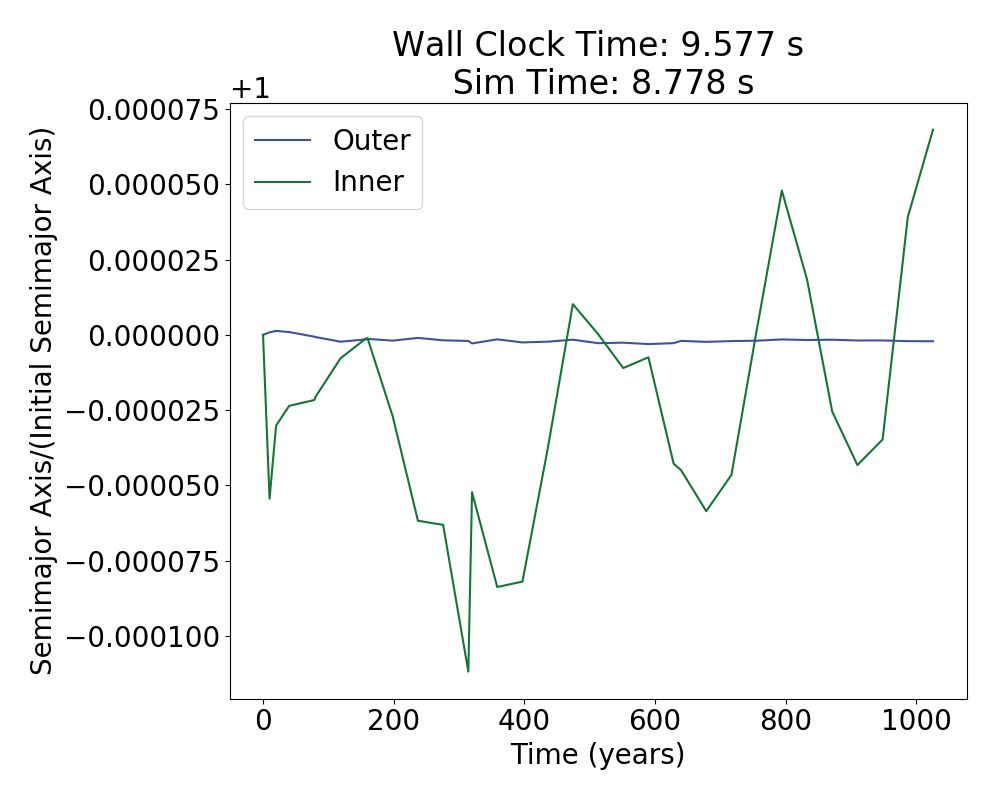 Wall Clock Time: 9.577 s
Sim Time: 8.778 s
+1
0.000075
0.000050
0.000025
0.000000
−0.000025
−0.000050
−0.000075
−0.000100
Semimajor Axis/(Initial Semimajor Axis)
Outer
Inner
0 200 400 600 800 1000
Time (years)